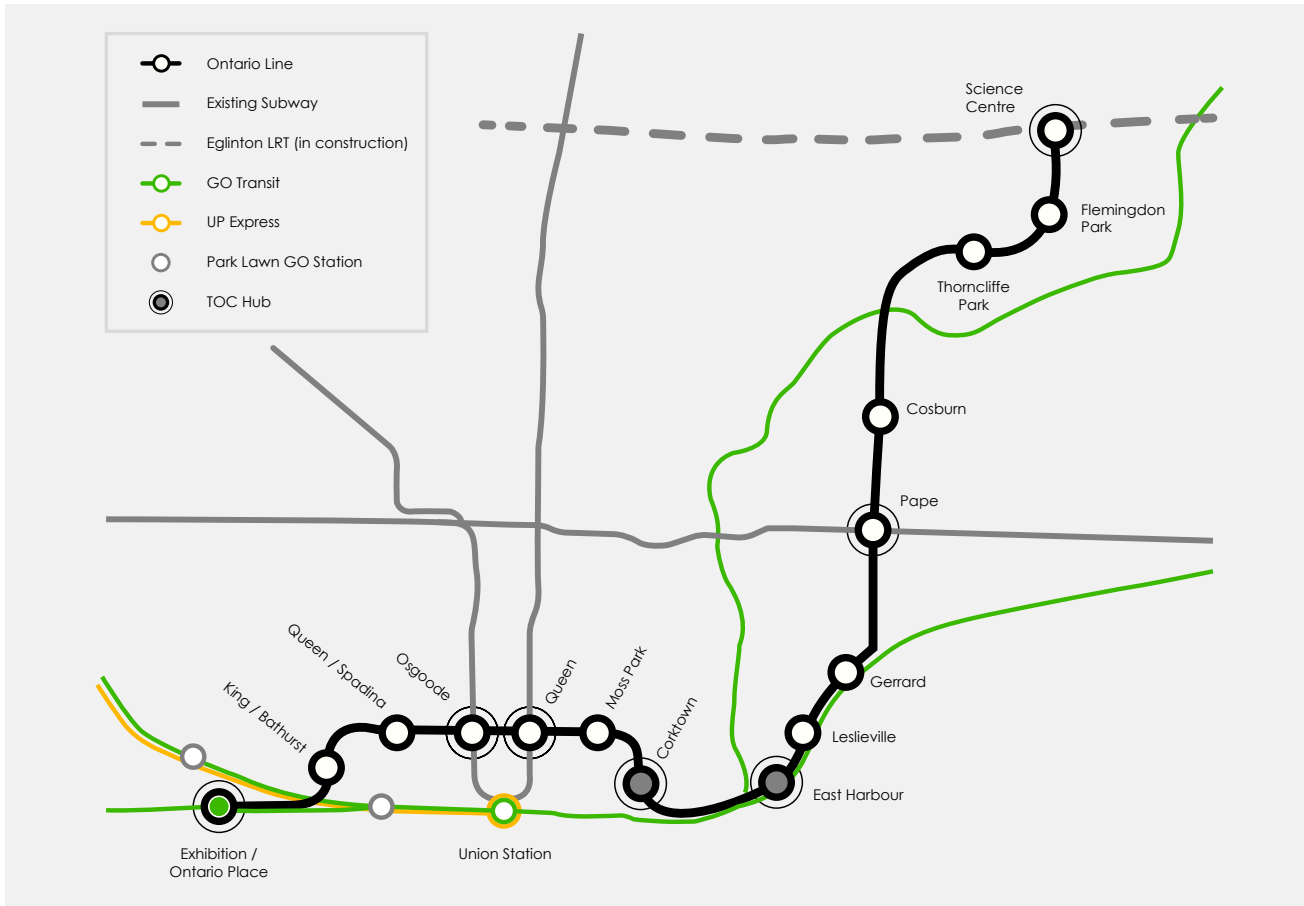 Ontario Line
Existing Subway
Eglinton LRT (in construction)
GO Transit
UP Express
Park Lawn GO Station
TOC Hub
Science
Centre
Flemingdon
Park
Thorncliffe
Park
Cosburn
Pape
Gerrard
Leslieville
East Harbour
Corktown
Moss Park
Queen
Osgoode
Queen / Spadina
King / Bathurst
Exhibition /
Ontario Place
Union Station